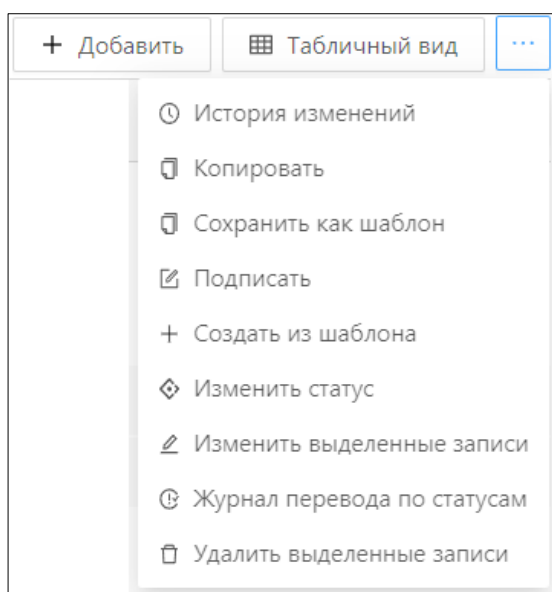 + Добавить
Табличный вид
...
История изменений
Копировать
Сохранить как шаблон
Подписать
+ Создать из шаблона
Изменить статус
Изменить выделенные записи
Журнал перевода по статусам
Удалить выделенные записи